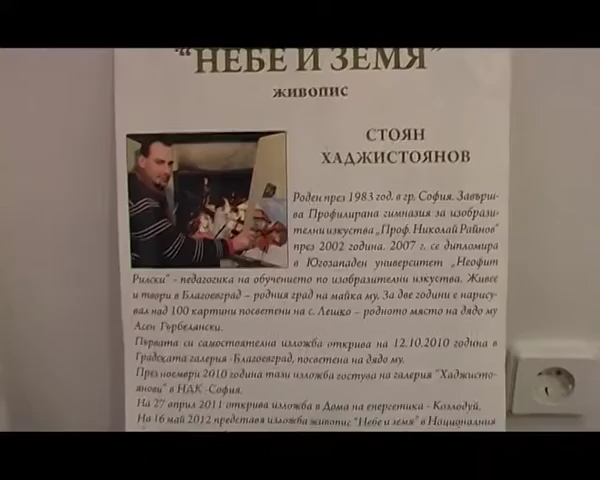 "НЕБЕ И ЗЕМЯ"
живопис
СТОЯН
ХАДЖИСТОЯНОВ
Роден през 1983 год. в гр. София. Завърш-
ва Профилирана гимназия за изобрази-
телни изкуства „Проф. Николай Райнов"
през 2002 година. 2007 г. се дипломира
в Югозападен университет „Неофит
Рилски" - педагогика на обучението по изобразителни изкуства. Живее
и твори в Благоевград – родния град на майка му. За две години е нарису-
вал над 100 картини посветени на с. Лешко – родното място на дядо му
Асен Гърбелански.
Първата си самостоятелна изложба открива на 12.10.2010 година в
Градската галерия -Благоевград, посветена на дядо му.
През ноември 2010 година тази изложба гостува на галерия "Хаджисто-
янови" в НДК -София.
На 27 април 2011 открива изложба в Дома на енергетика - Козлодуй.
На 16 май 2012 представя изложба живопис "Небе и земя" в Националния